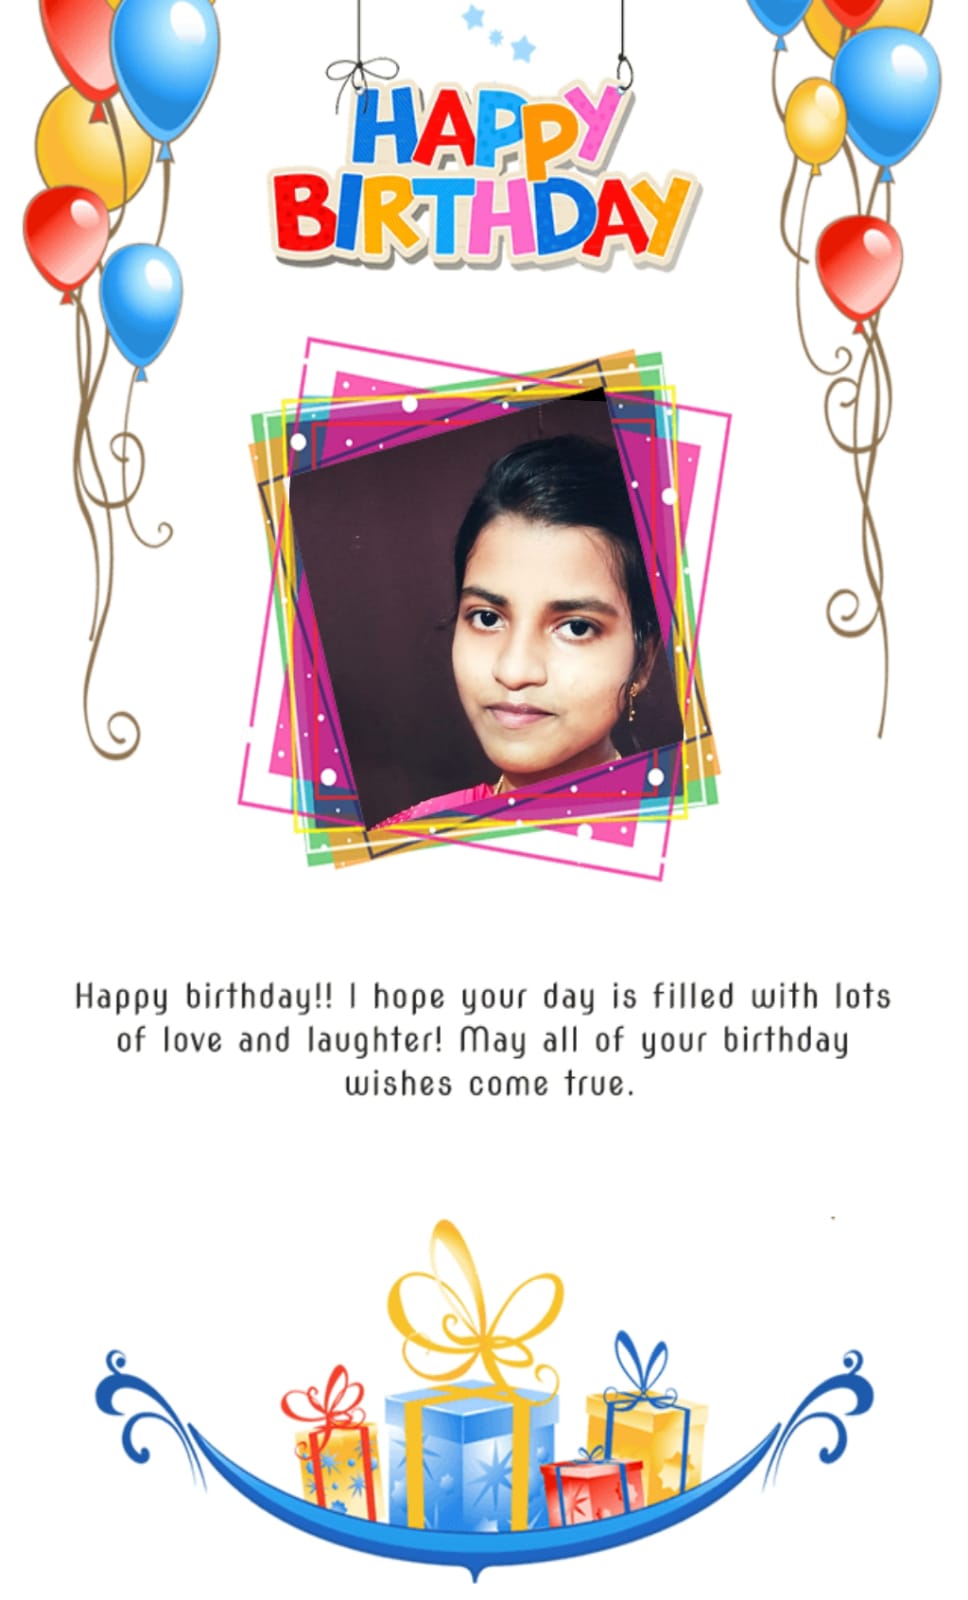 HAPPY
BIRTHDAY
Happy birthday!! I hope your day is filled with lots
of love and laughter! May all of your birthday
wishes come true.